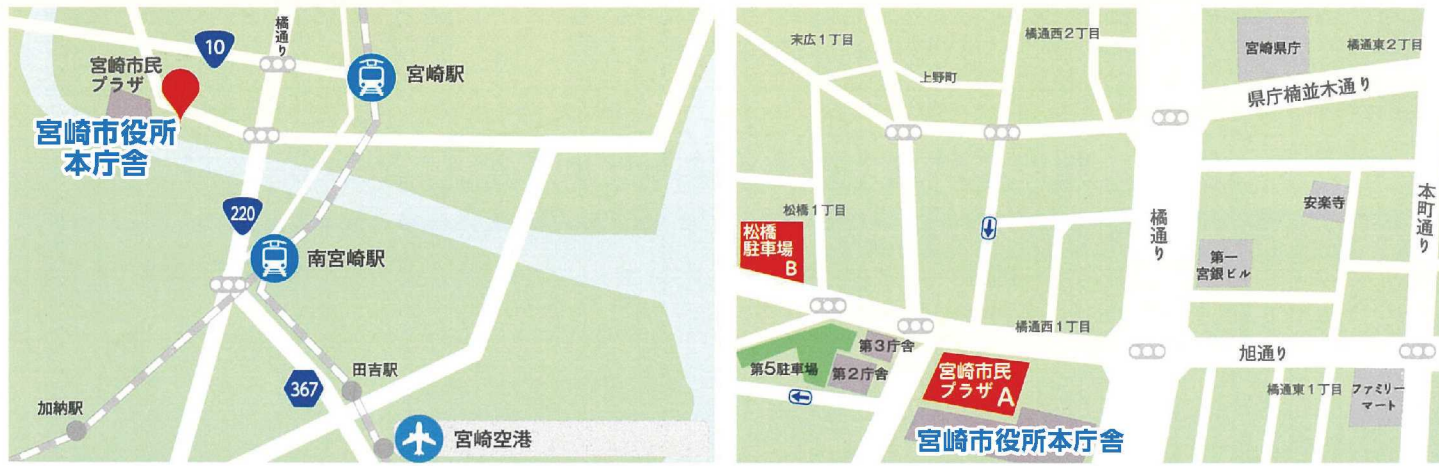 橘通り
10
宮崎駅
宮崎市民
プラザ
宮崎市役所
本庁舎
220
南宮崎駅
田吉駅
367
加納駅
宮崎空港
末広1丁目
橘通西2丁目
宮崎県庁
橘通東2丁目
上野町
県庁楠並木通り
松橋1丁目
安楽寺
本町通り
橘通り
松橋
駐車場
B
第一
宮銀ビル
橘通西1丁目
第3庁舎
旭通り
第5駐車場
第2庁舎
宮崎市民
プラザ A
橘通東1丁目
ファミリー
マート
宮崎市役所本庁舎